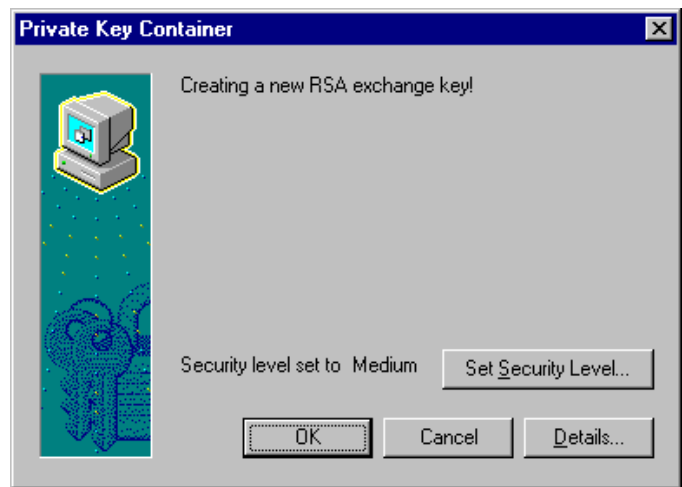 Private Key Container
Creating a new RSA exchange key!
Security level set to Medium
Set Security Level...
OK
Cancel
Details...